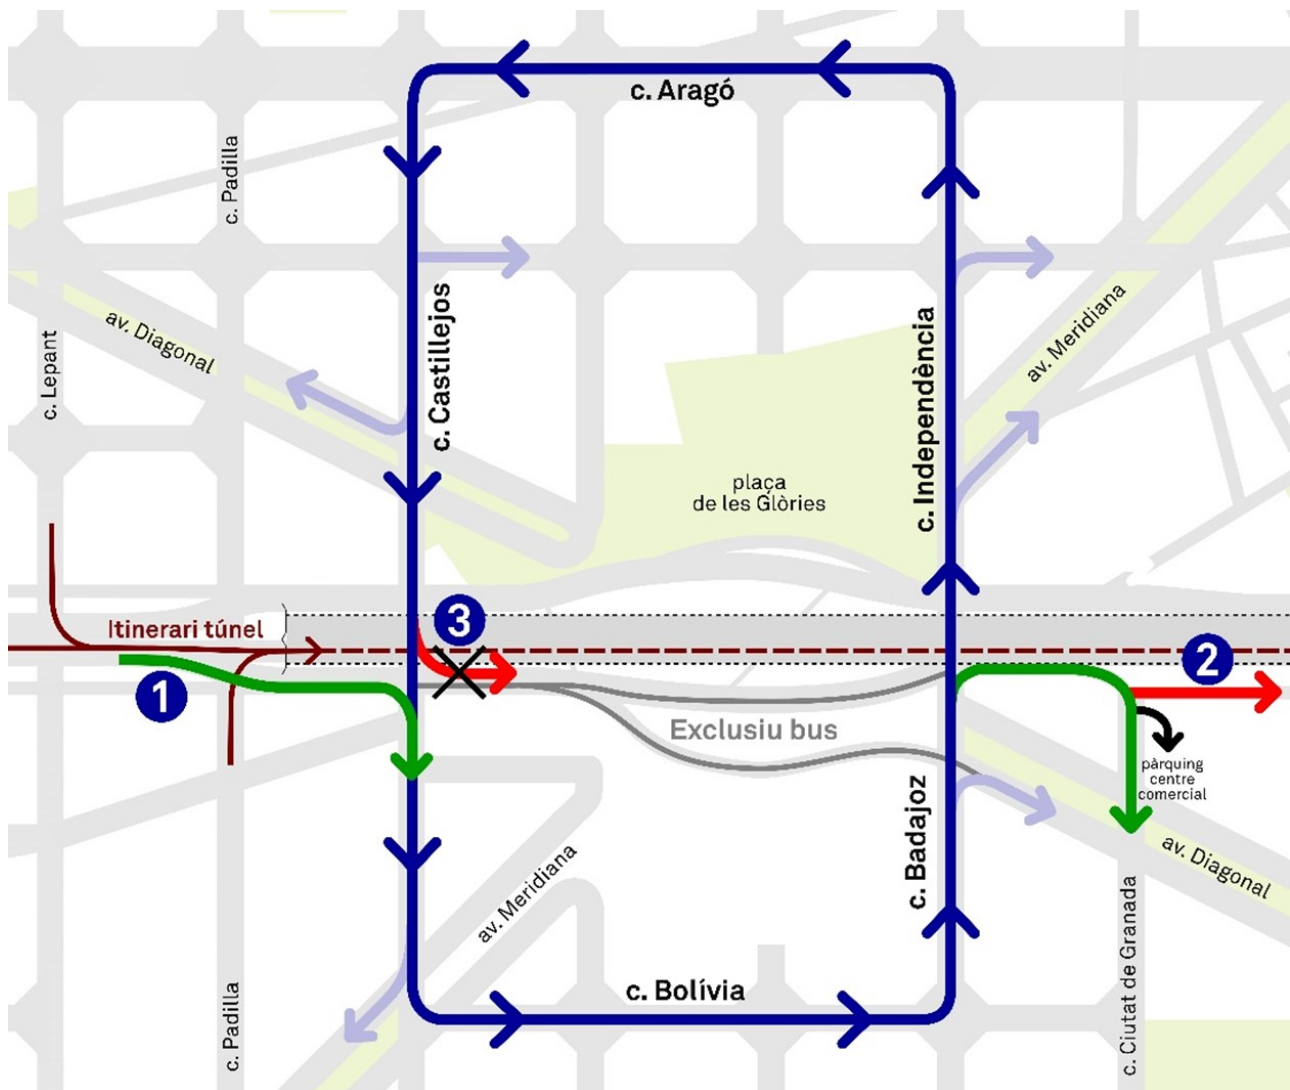 c. Aragó
c. Padilla
c. Lepant
av. Diagonal
c. Castillejos
c. Independència
av. Meridiana
plaça
de les Glòries
Itinerari túnel
3
1
2
Exclusiu bus
pàrquing
centre
comercial
c. Badajoz
av. Diagonal
av. Meridiana
c. Ciutat de Granada
c. Bolívia
c. Padilla